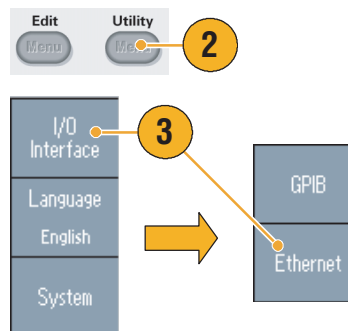 Edit Utility
Menu Menu
2
I/O
Interface
3
Language
English
System
GPIB
Ethernet